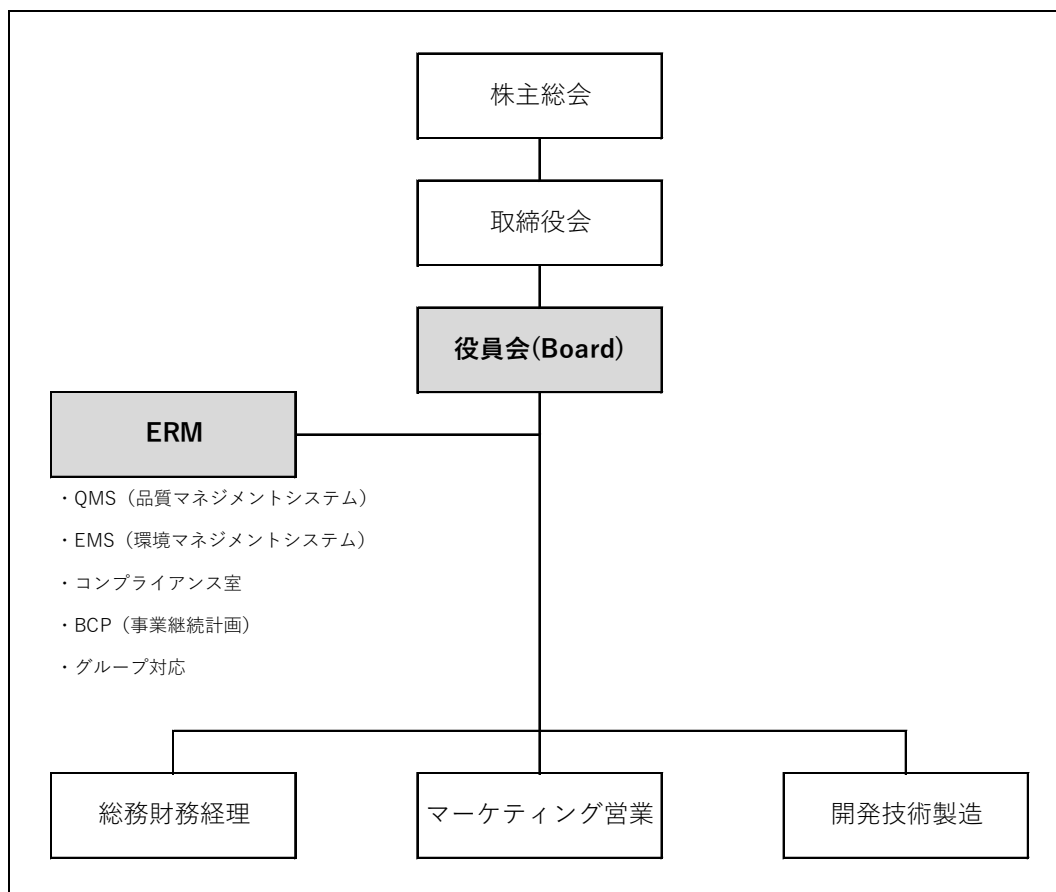 株主総会
取締役会
役員会(Board)
ERM
・QMS（品質マネジメントシステム）
・EMS（環境マネジメントシステム）
・コンプライアンス室
・BCP（事業継続計画）
・グループ対応
総務財務経理
マーケティング営業
開発技術製造